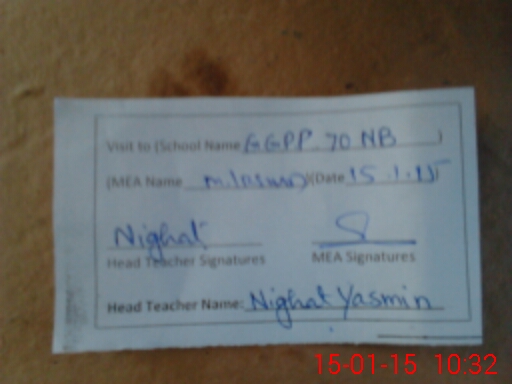 Visit to (School Name GGPP. 70 NB )
(MEA Name )(Date 15.1.15
Nighat
Head Teacher Signatures MEA Signatures
Head Teacher Name: Nighat Yasmin
15-01-15 10:32